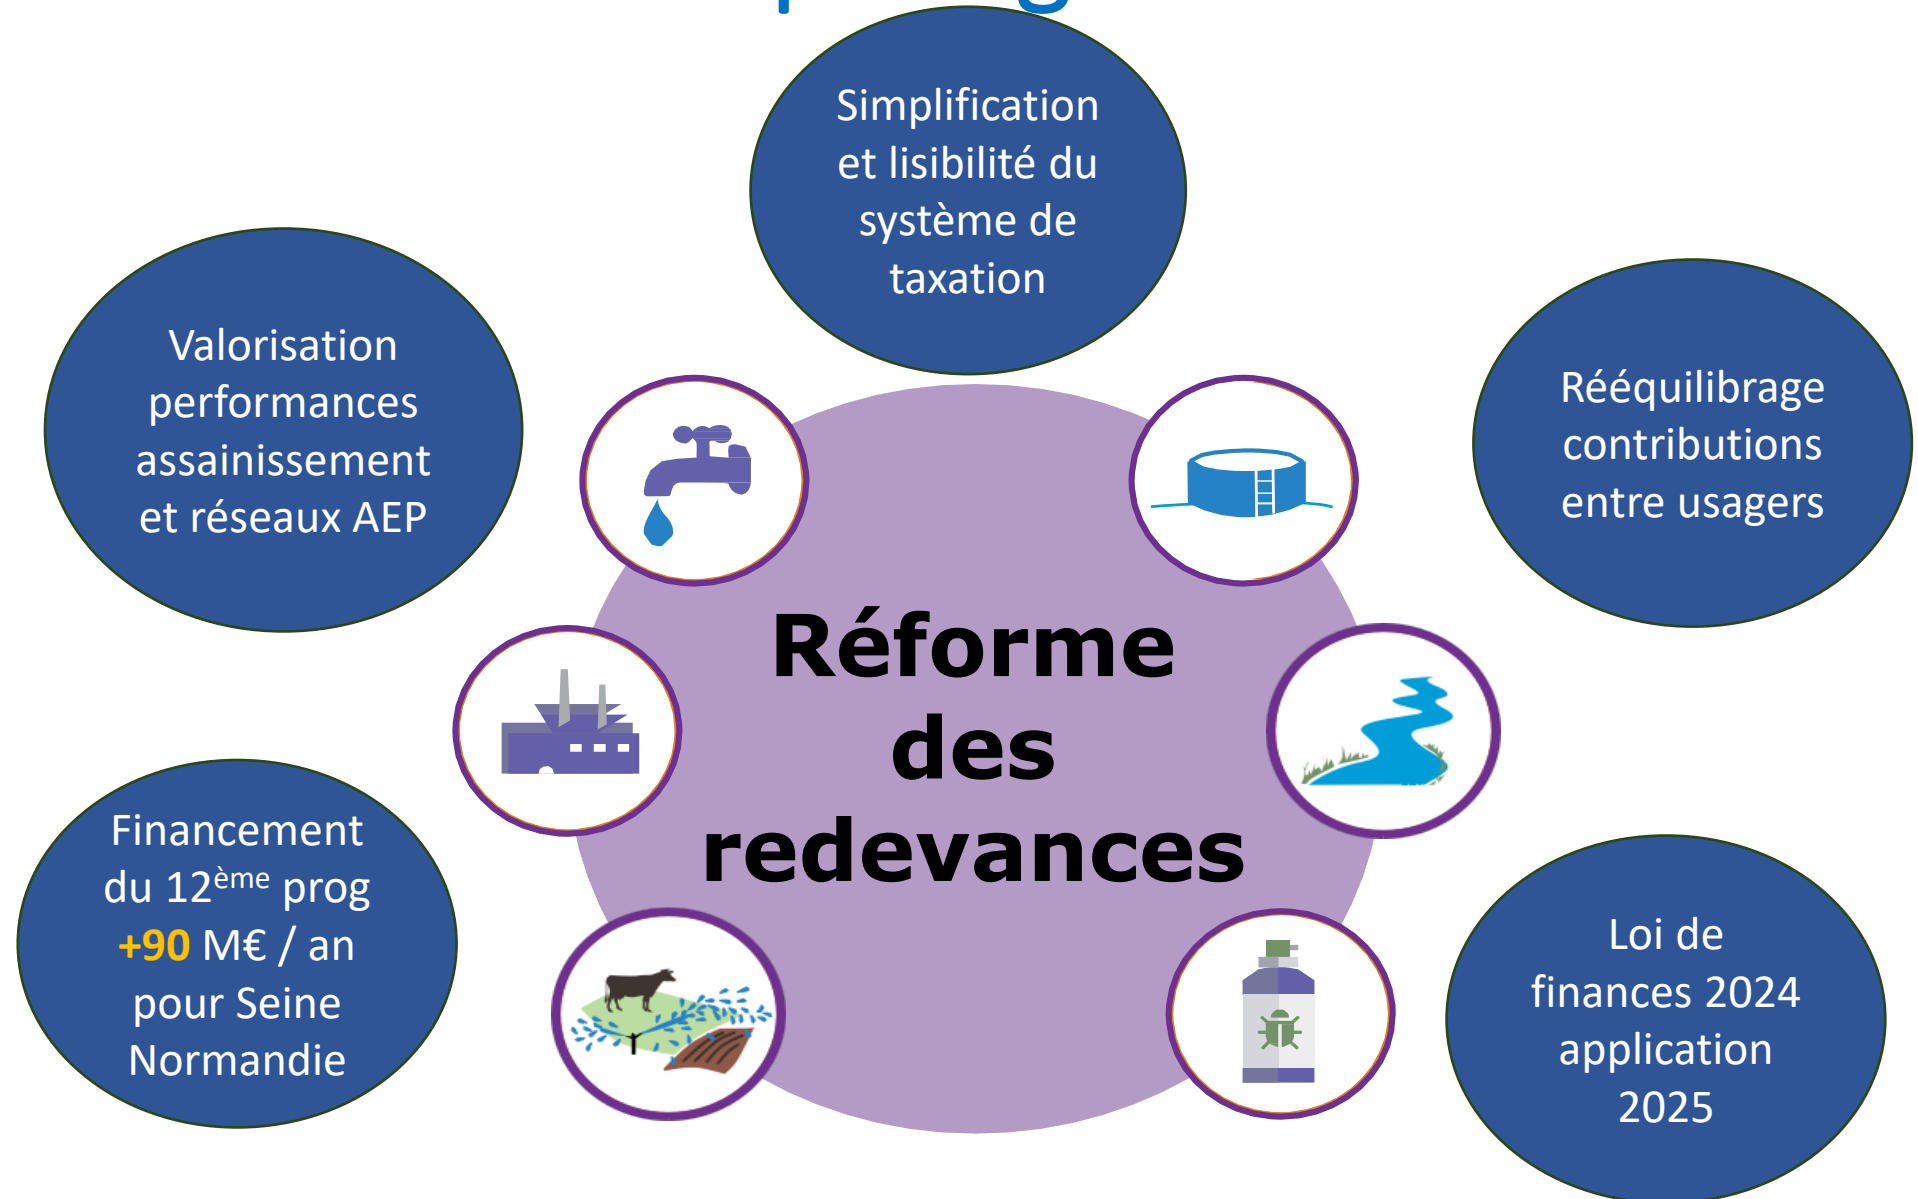 Simplification
et lisibilité du
système de
taxation
Valorisation
performances
assainissement
et réseaux AEP
Rééquilibrage
contributions
entre usagers
Réforme
des
redevances
Financement
du 12ème prog
+90 M€ / an
pour Seine
Normandie
Loi de
finances 2024
application
2025